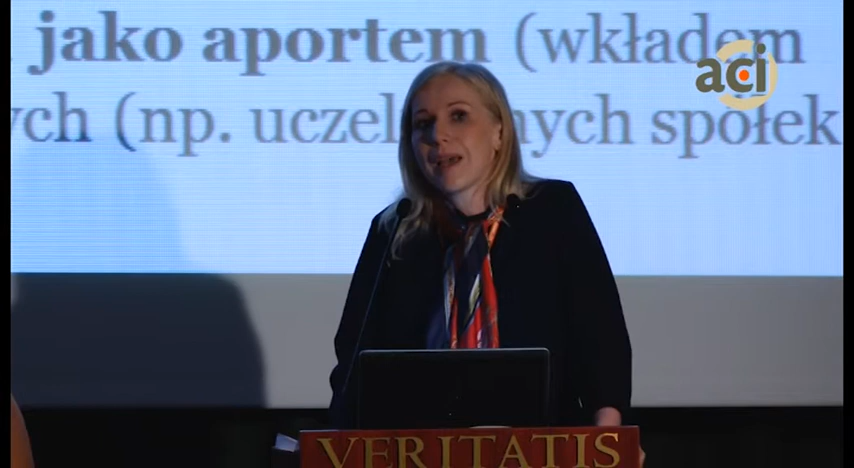 jako aportem (wkładem
aci
ych (np. uczel nych spółek
VERITATIS